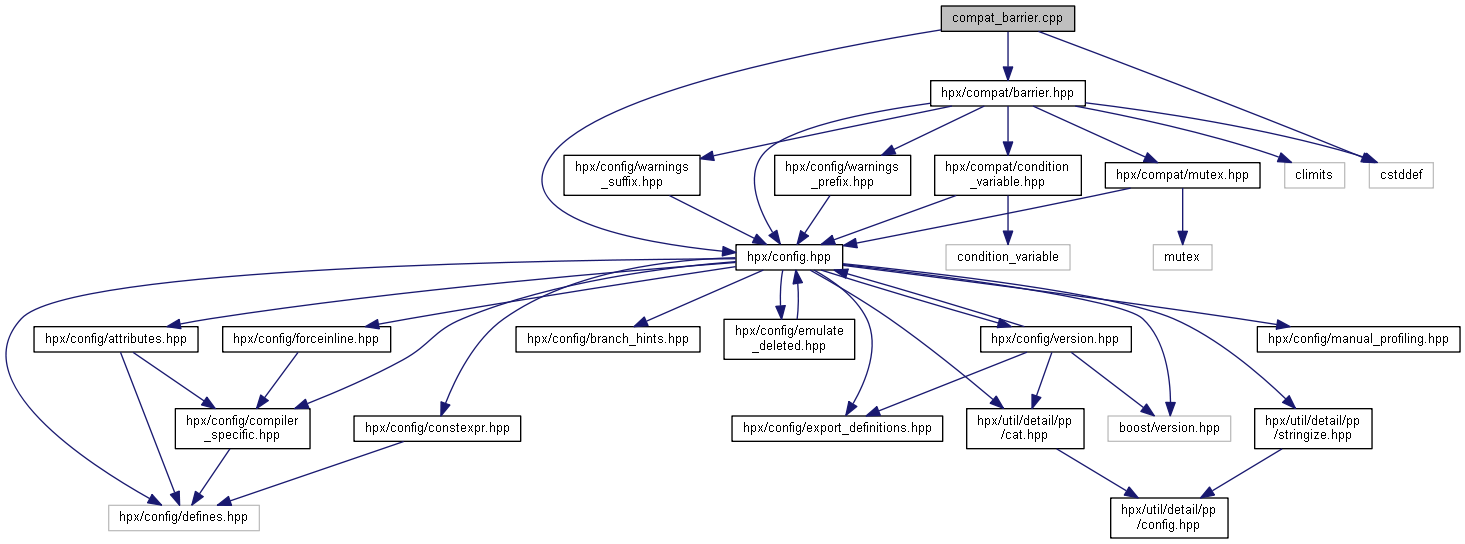 compat_barrier.cpp
hpx/compat/barrier.hpp
hpx/config/warnings
_suffix.hpp
hpx/config/warnings
_prefix.hpp
hpx/compat/condition
_variable.hpp
hpx/compat/mutex.hpp
climits
cstddef
hpx/config.hpp
condition_variable
mutex
hpx/config/attributes.hpp
hpx/config/forceinline.hpp
hpx/config/branch_hints.hpp
hpx/config/emulate
_deleted.hpp
hpx/config/version.hpp
hpx/config/manual_profiling.hpp
hpx/config/compiler
_specific.hpp
hpx/config/constexpr.hpp
hpx/config/export_definitions.hpp
hpx/util/detail/pp
/cat.hpp
boost/version.hpp
hpx/util/detail/pp
/stringize.hpp
hpx/config/defines.hpp
hpx/util/detail/pp
/config.hpp